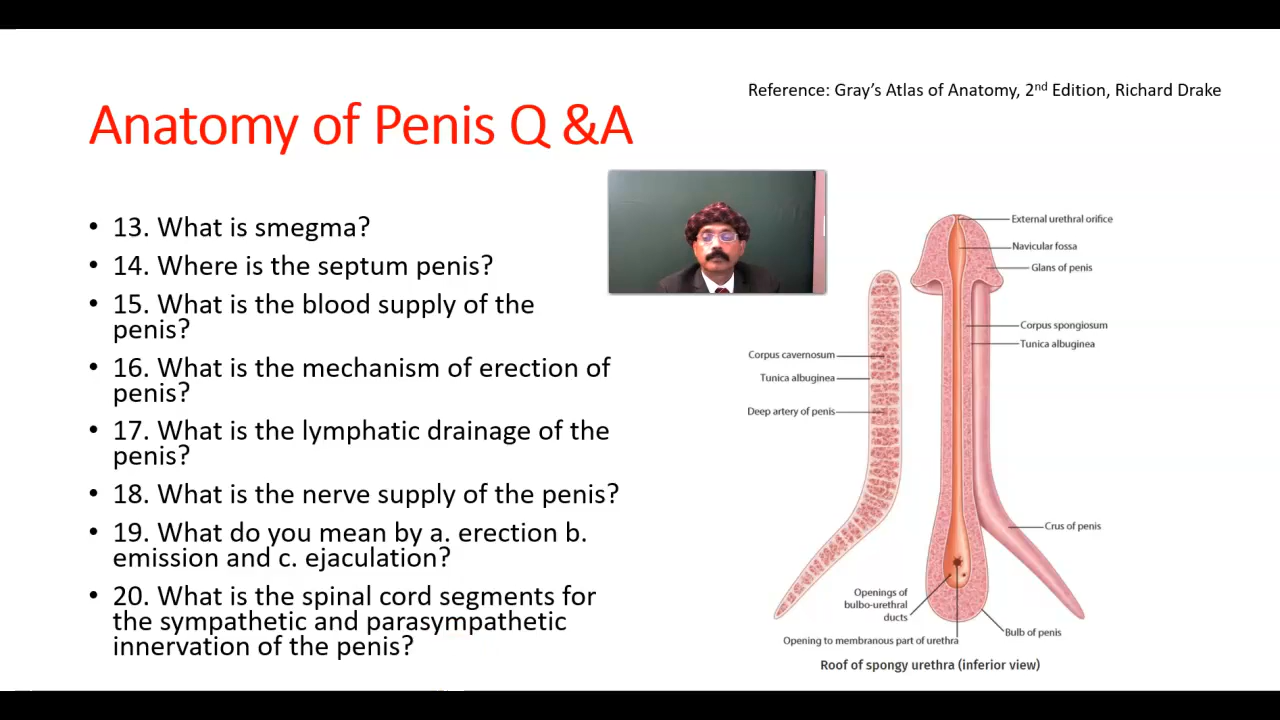 Reference: Gray's Atlas of Anatomy, 2nd Edition, Richard Drake
Anatomy of Penis Q &A
• 13. What is smegma?
• 14. Where is the septum penis?
• 15. What is the blood supply of the
penis?
• 16. What is the mechanism of erection of
penis?
• 17. What is the lymphatic drainage of the
penis?
• 18. What is the nerve supply of the penis?
• 19. What do you mean by a. erection b.
emission and c. ejaculation?
• 20. What is the spinal cord segments for
the sympathetic and parasympathetic
innervation of the penis?
External urethral orifice
Navicular fossa
Glans of penis
Corpus spongiosum
Tunica albuginea
Corpus cavernosum
Tunica albuginea
Deep artery of penis
Crus of penis
Openings of
bulbo-urethral
ducts
Bulb of penis
Opening to membranous part of urethra
Roof of spongy urethra (inferior view)